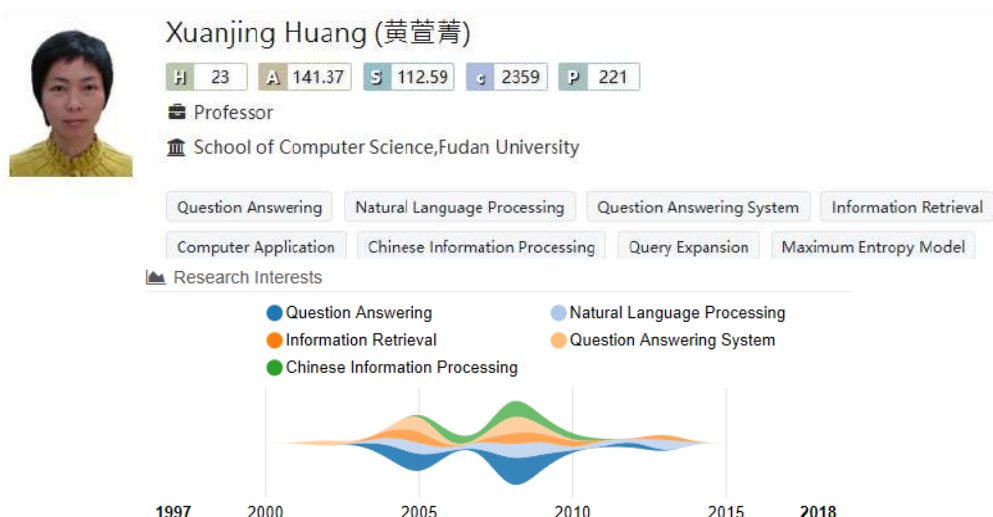 Xuanjing Huang (黄萱菁)
H 23 A 141.37 S 112.59 c 2359 P 221
Professor
School of Computer Science,Fudan University
Question Answering Natural Language Processing Question Answering System Information Retrieval
Computer Application Chinese Information Processing Query Expansion Maximum Entropy Model
Research Interests
Question Answering Natural Language Processing
Information Retrieval Question Answering System
Chinese Information Processing
1997 2000 2005 2010 2015 2018